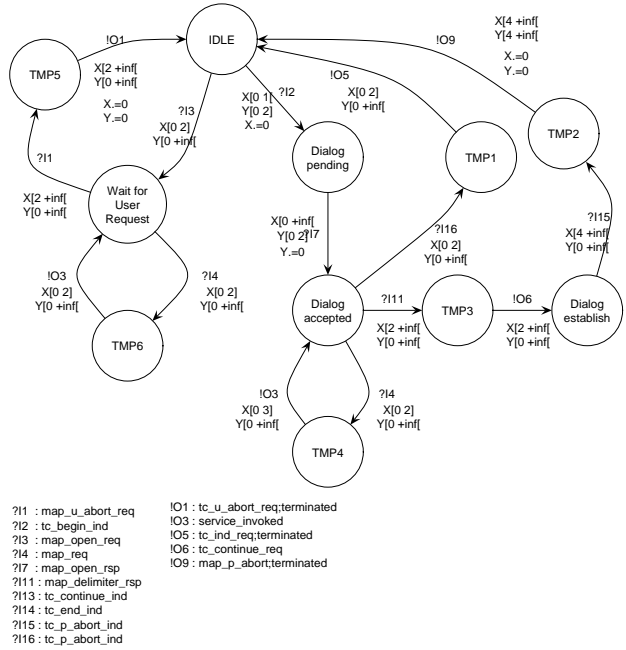 !O1
IDLE
!O9
X[4 +inf[
Y[4 +inf[
X.=0
Y.=0
TMP5
X[2 +inf[
Y[0 +inf[
X.=0
Y.=0
?I3
X[0 2]
Y[0 +inf[
X[0 1[
Y[0 2]
X.=0
?I2
!O5
X[0 2]
Y[0 +inf[
TMP2
?I1
X[2 +inf[
Y[0 +inf[
Wait for
User
Request
Dialog
pending
TMP1
X[0 +inf[
Y[0 2]
?I7
Y.=0
?I16
X[0 2]
Y[0 +inf[
?I15
X[4 +inf[
Y[0 +inf[
!O3
X[0 2]
Y[0 +inf[
?I4
X[0 2]
Y[0 +inf[
TMP6
Dialog
accepted
?I11
X[2 +inf[
Y[0 +inf[
TMP3
!O6
X[2 +inf[
Y[0 +inf[
Dialog
establish
!O3
X[0 3]
Y[0 +inf[
?I4
X[0 2]
Y[0 +inf[
TMP4
?I1 : map_u_abort_req
?I2 : tc_begin_ind
?I3 : map_open_req
?I4 : map_req
?I7 : map_open_rsp
?I11 : map_delimiter_rsp
?I13 : tc_continue_ind
?I14 : tc_end_ind
?I15 : tc_p_abort_ind
?I16 : tc_p_abort_ind
!O1 : tc_u_abort_req;terminated
!O3 : service_invoked
!O5 : tc_ind_req;terminated
!O6 : tc_continue_req
!O9 : map_p_abort;terminated